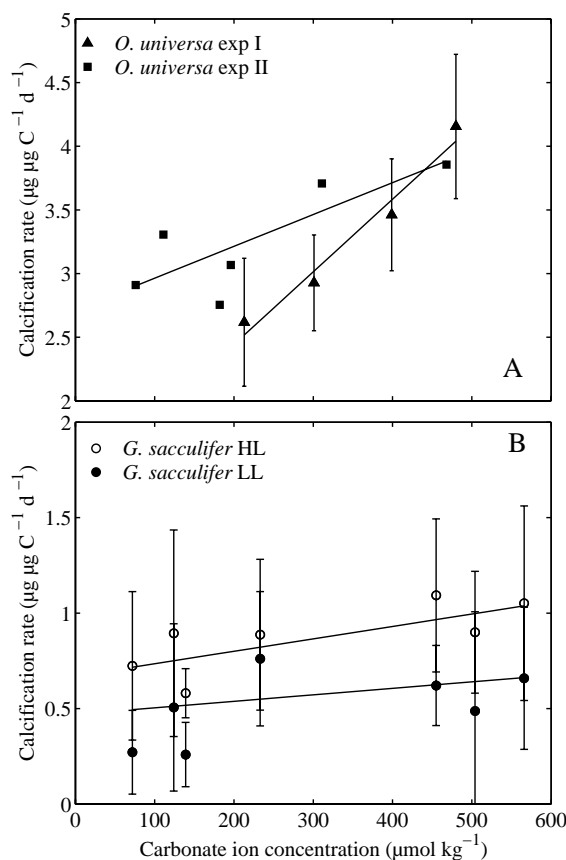 5
4.5
4
3.5
3
2.5
2
Calcification rate (µg µg C⁻¹ d⁻¹)
O. universa exp I
O. universa exp II
A
2
1.5
1
0.5
0
Calcification rate (µg µg C⁻¹ d⁻¹)
G. sacculifer HL
G. sacculifer LL
B
0 100 200 300 400 500 600
Carbonate ion concentration (µmol kg⁻¹)